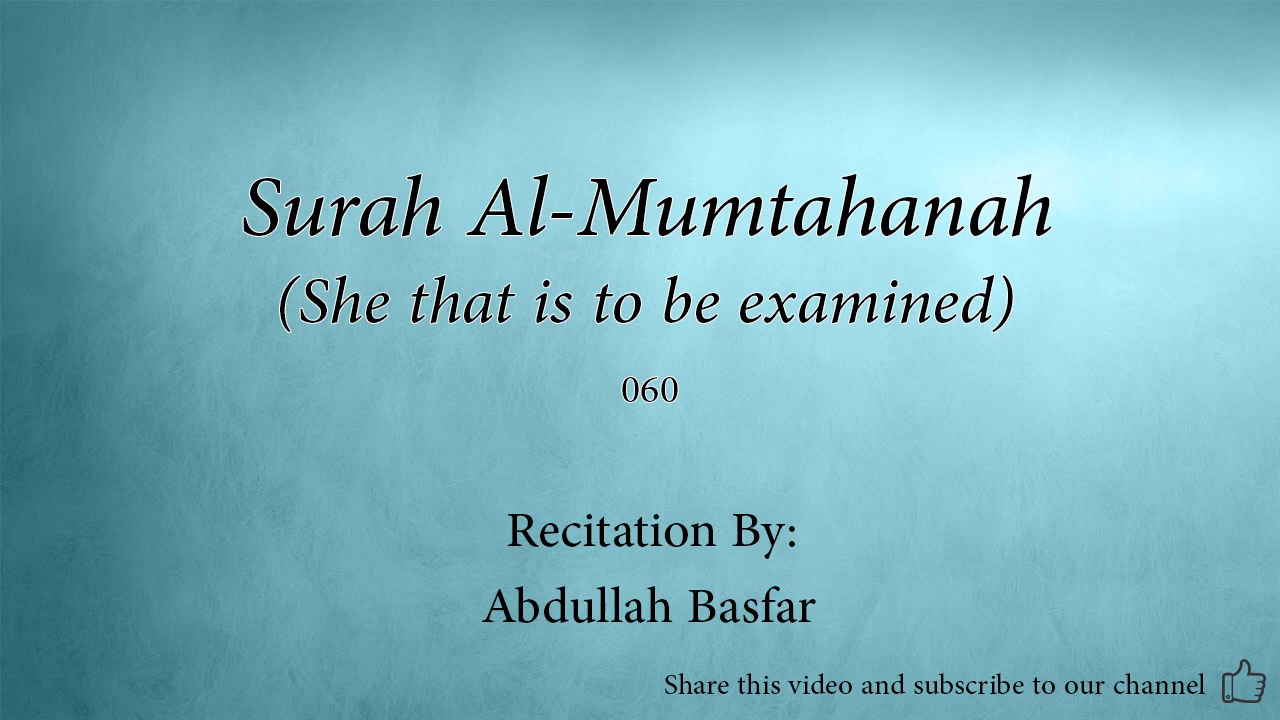 Surah Al-Mumtahanah
(She that is to be examined)
060
Recitation By:
Abdullah Basfar
Share this video and subscribe to our channel